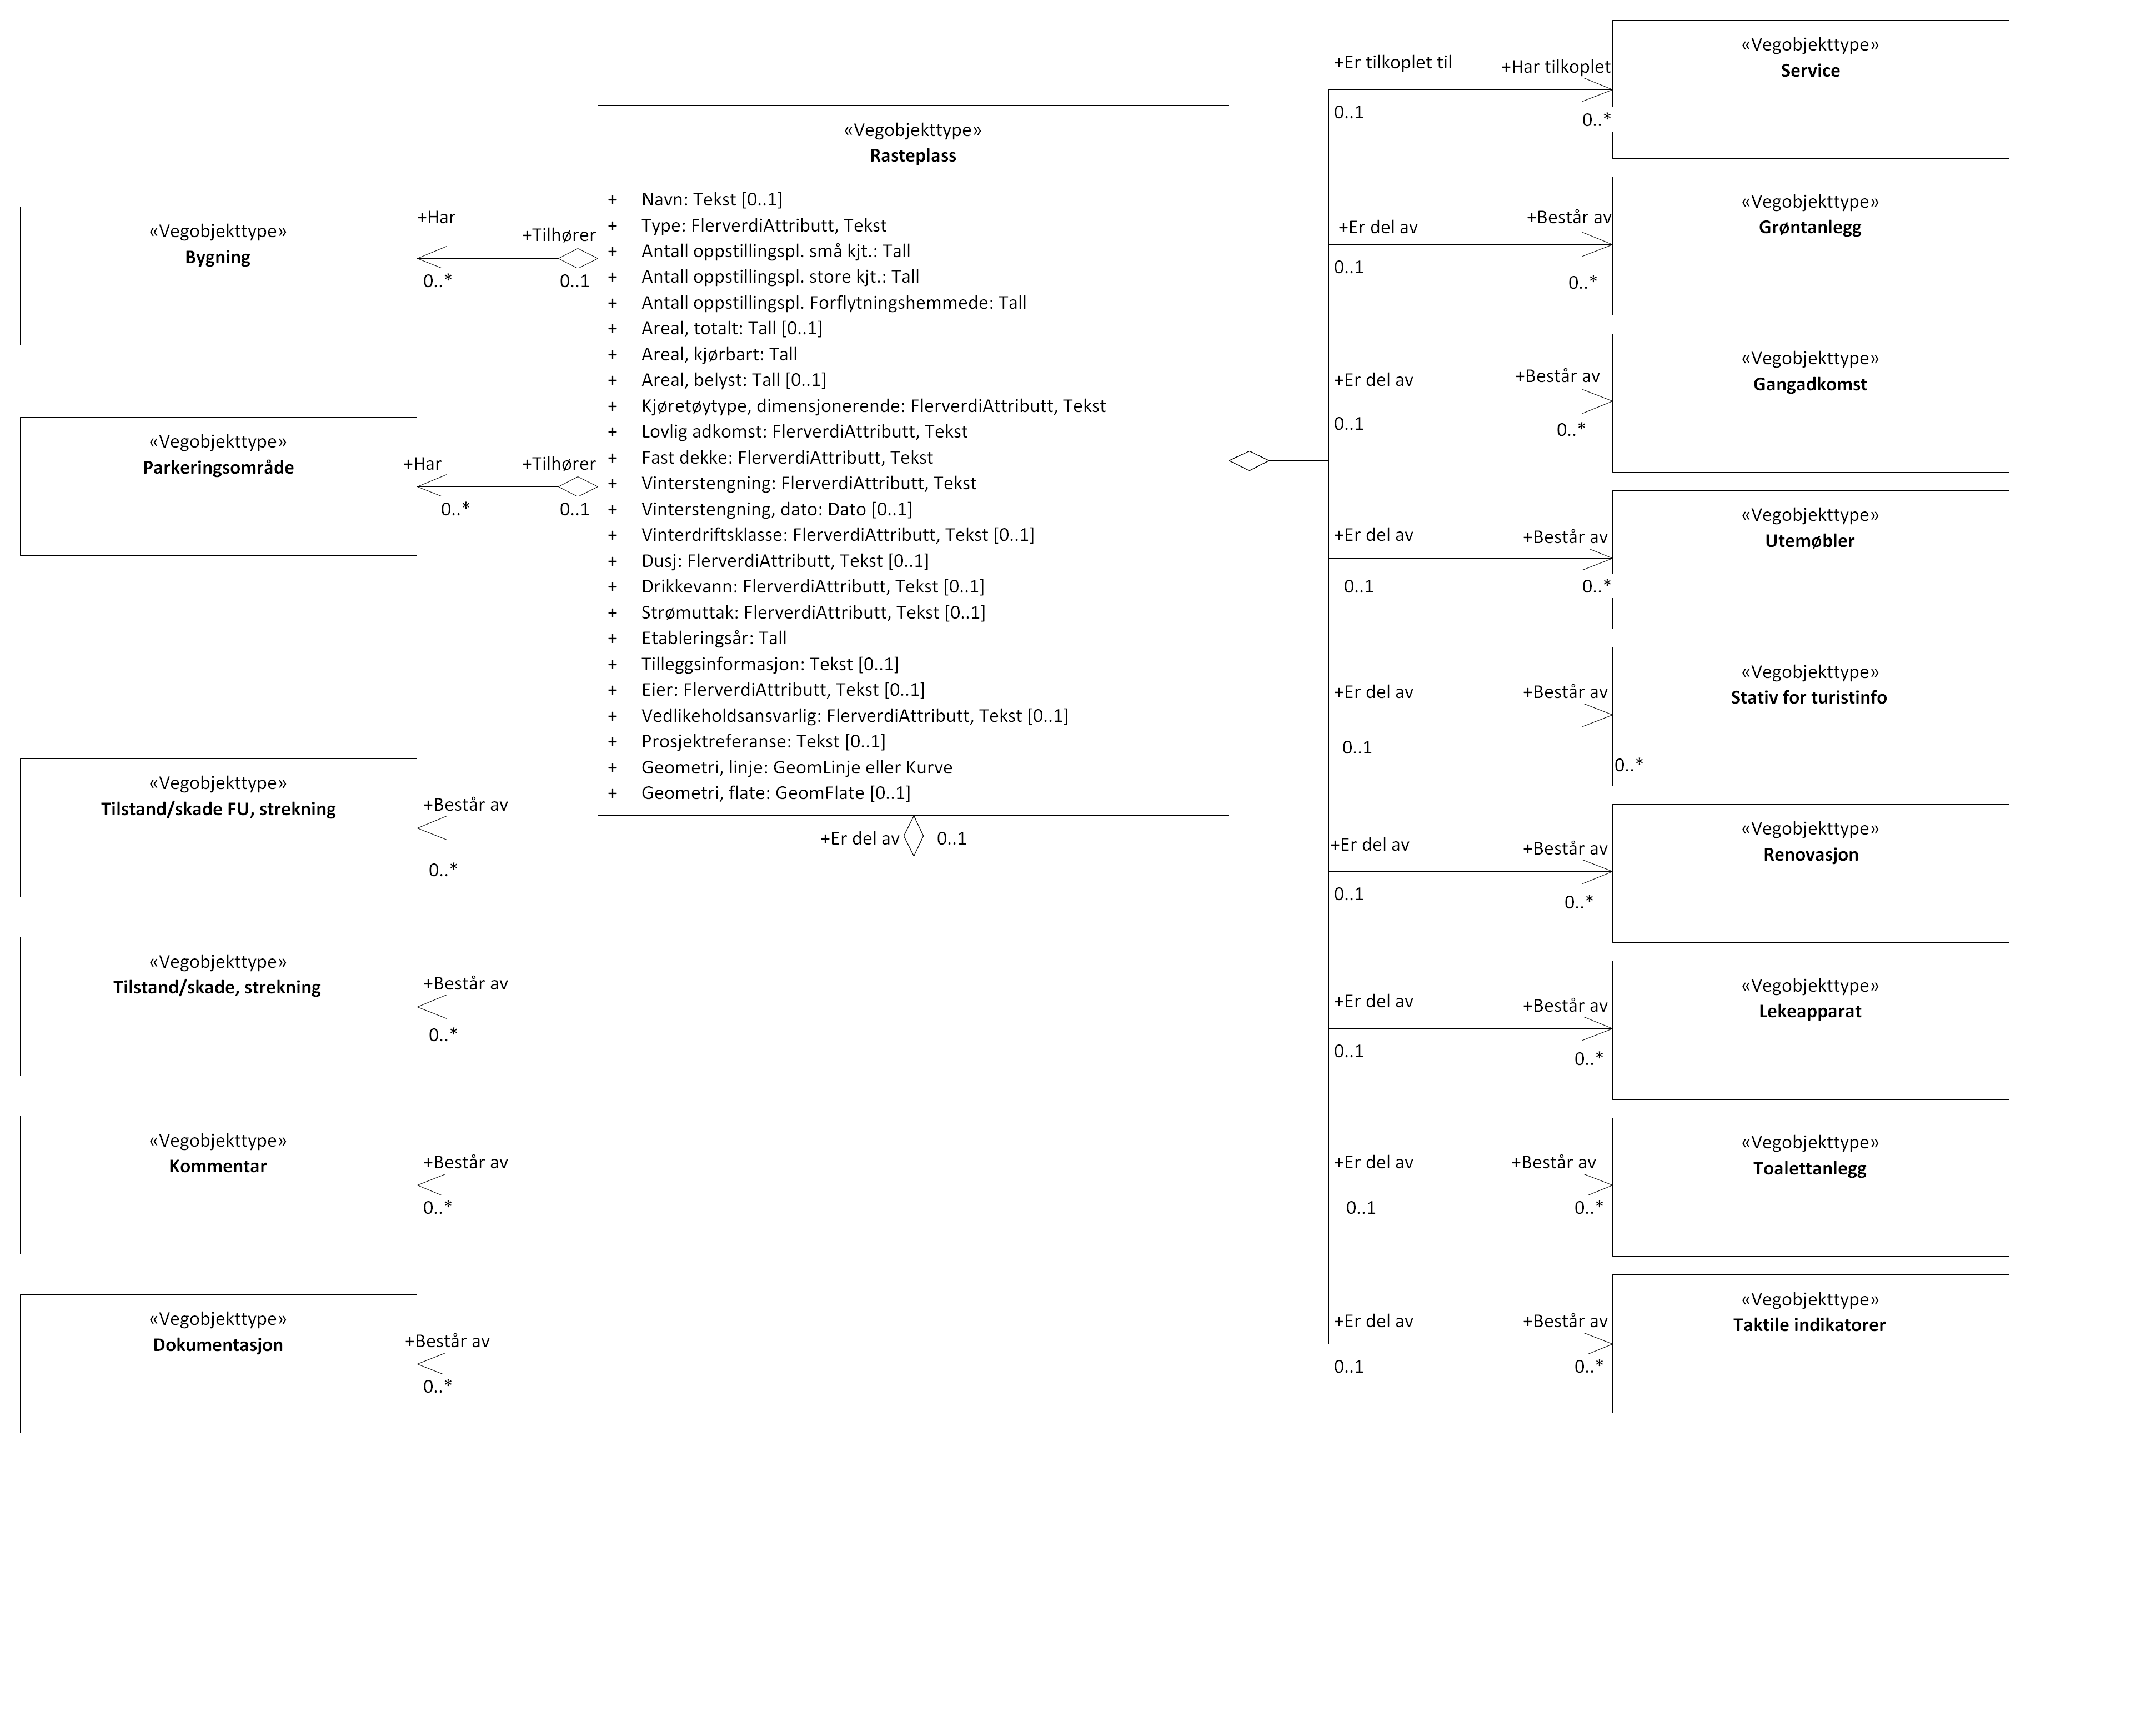 «Vegobjekttype»
Rasteplass
+ Navn: Tekst [0..1]
+ Type: FlerverdiAttributt, Tekst
+ Antall oppstillingspl. små kjt.: Tall
+ Antall oppstillingspl. store kjt.: Tall
+ Antall oppstillingspl. Forflytningshemmede: Tall
+ Areal, totalt: Tall [0..1]
+ Areal, kjørbart: Tall
+ Areal, belyst: Tall [0..1]
+ Kjøretøytype, dimensjonerende: FlerverdiAttributt, Tekst
+ Lovlig adkomst: FlerverdiAttributt, Tekst
+ Fast dekke: FlerverdiAttributt, Tekst
+ Vinterstengning: FlerverdiAttributt, Tekst
+ Vinterstengning, dato: Dato [0..1]
+ Vinterdriftsklasse: FlerverdiAttributt, Tekst [0..1]
+ Dusj: FlerverdiAttributt, Tekst [0..1]
+ Drikkevann: FlerverdiAttributt, Tekst [0..1]
+ Strømuttak: FlerverdiAttributt, Tekst [0..1]
+ Etableringsår: Tall
+ Tilleggsinformasjon: Tekst [0..1]
+ Eier: FlerverdiAttributt, Tekst [0..1]
+ Vedlikeholdsansvarlig: FlerverdiAttributt, Tekst [0..1]
+ Prosjektreferanse: Tekst [0..1]
+ Geometri, linje: GeomLinje eller Kurve
+ Geometri, flate: GeomFlate [0..1]
«Vegobjekttype»
Bygning
+Har
0..*
+Tilhører
0..1
«Vegobjekttype»
Parkeringsområde
+Har
0..*
+Tilhører
0..1
«Vegobjekttype»
Tilstand/skade FU, strekning
+Består av
0..*
+Er del av
0..1
«Vegobjekttype»
Tilstand/skade, strekning
+Består av
0..*
«Vegobjekttype»
Kommentar
+Består av
0..*
«Vegobjekttype»
Dokumentasjon
+Består av
0..*
+Er tilkoplet til
0..1
+Har tilkoplet
0..*
«Vegobjekttype»
Service
+Er del av
0..1
+Består av
0..*
«Vegobjekttype»
Grøntanlegg
+Er del av
0..1
+Består av
0..*
«Vegobjekttype»
Gangadkomst
+Er del av
0..1
+Består av
0..*
«Vegobjekttype»
Utemøbler
+Er del av
0..1
+Består av
0..*
«Vegobjekttype»
Stativ for turistinfo
+Er del av
0..1
+Består av
0..*
«Vegobjekttype»
Renovasjon
+Er del av
0..1
+Består av
0..*
«Vegobjekttype»
Lekeapparat
+Er del av
0..1
+Består av
0..*
«Vegobjekttype»
Toalettanlegg
+Er del av
0..1
+Består av
0..*
«Vegobjekttype»
Taktile indikatorer